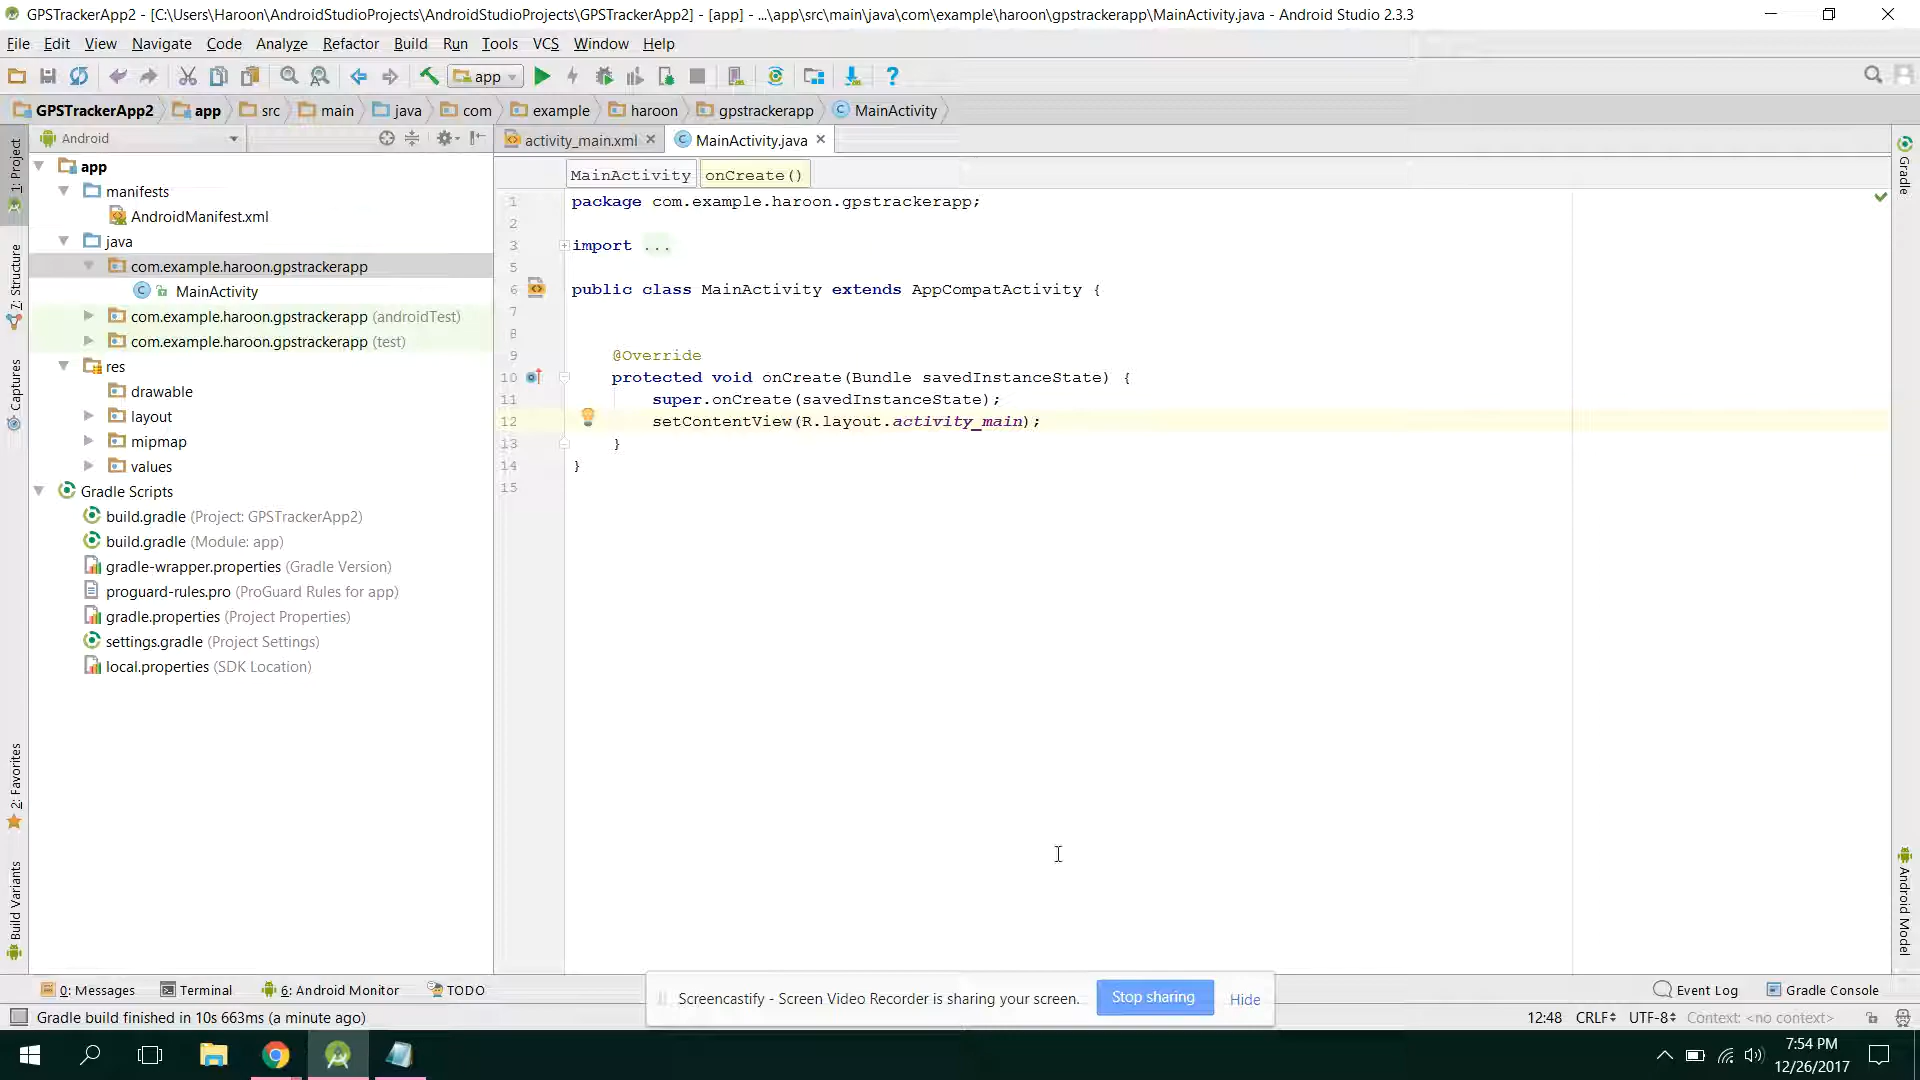 GPSTrackerApp2 - [C:\Users\Haroon\AndroidStudioProjects\AndroidStudioProjects\GPSTrackerApp2] - [app] - ...\app\src\main\java\com\example\haroon\gpstrackerapp\MainActivity.java - Android Studio 2.3.3
File Edit View Navigate Code Analyze Refactor Build Run Tools VCS Window Help
app
GPSTrackerApp2 app src main java com example haroon gpstrackerapp MainActivity
Android
activity_main.xml MainActivity.java
MainActivity onCreate()
1: Project
7: Structure
Captures
2: Favorites
Build Variants
app
manifests
AndroidManifest.xml
java
com.example.haroon.gpstrackerapp
MainActivity
com.example.haroon.gpstrackerapp (androidTest)
com.example.haroon.gpstrackerapp (test)
res
drawable
layout
mipmap
values
Gradle Scripts
build.gradle (Project: GPSTrackerApp2)
build.gradle (Module: app)
gradle-wrapper.properties (Gradle Version)
proguard-rules.pro (ProGuard Rules for app)
gradle.properties (Project Properties)
settings.gradle (Project Settings)
local.properties (SDK Location)
1 package com.example.haroon.gpstrackerapp;
2
3 import ...
5
6 public class MainActivity extends AppCompatActivity {
7
8
9 @Override
10 protected void onCreate(Bundle savedInstanceState) {
11 super.onCreate(savedInstanceState);
12 setContentView(R.layout.activity_main);
13 }
14 }
15
Gradle
Android Model
0: Messages Terminal 6: Android Monitor TODO
Event Log Gradle Console
Screencastify - Screen Video Recorder is sharing your screen. Stop sharing Hide
Gradle build finished in 10s 663ms (a minute ago)
12:48 CRLF UTF-8 Context: <no context>
7:54 PM
12/26/2017